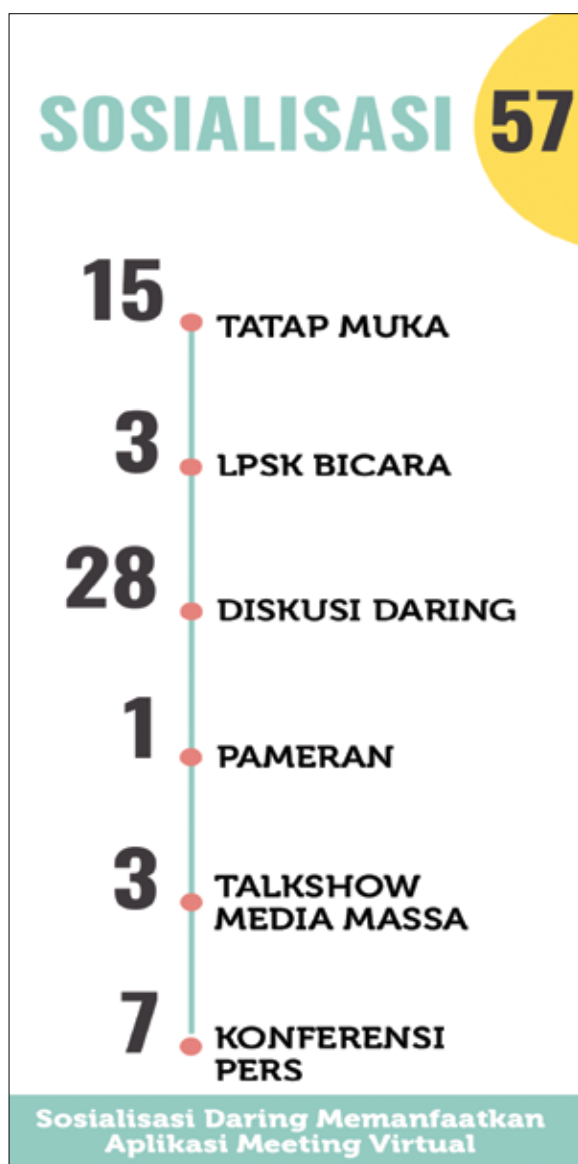 SOSIALISASI 57
15
TATAP MUKA
3
LPSK BICARA
28
DISKUSI DARING
1
PAMERAN
3
TALKSHOW
MEDIA MASSA
7
KONFERENSI
PERS
Sosialisasi Daring Memanfaatkan
Aplikasi Meeting Virtual